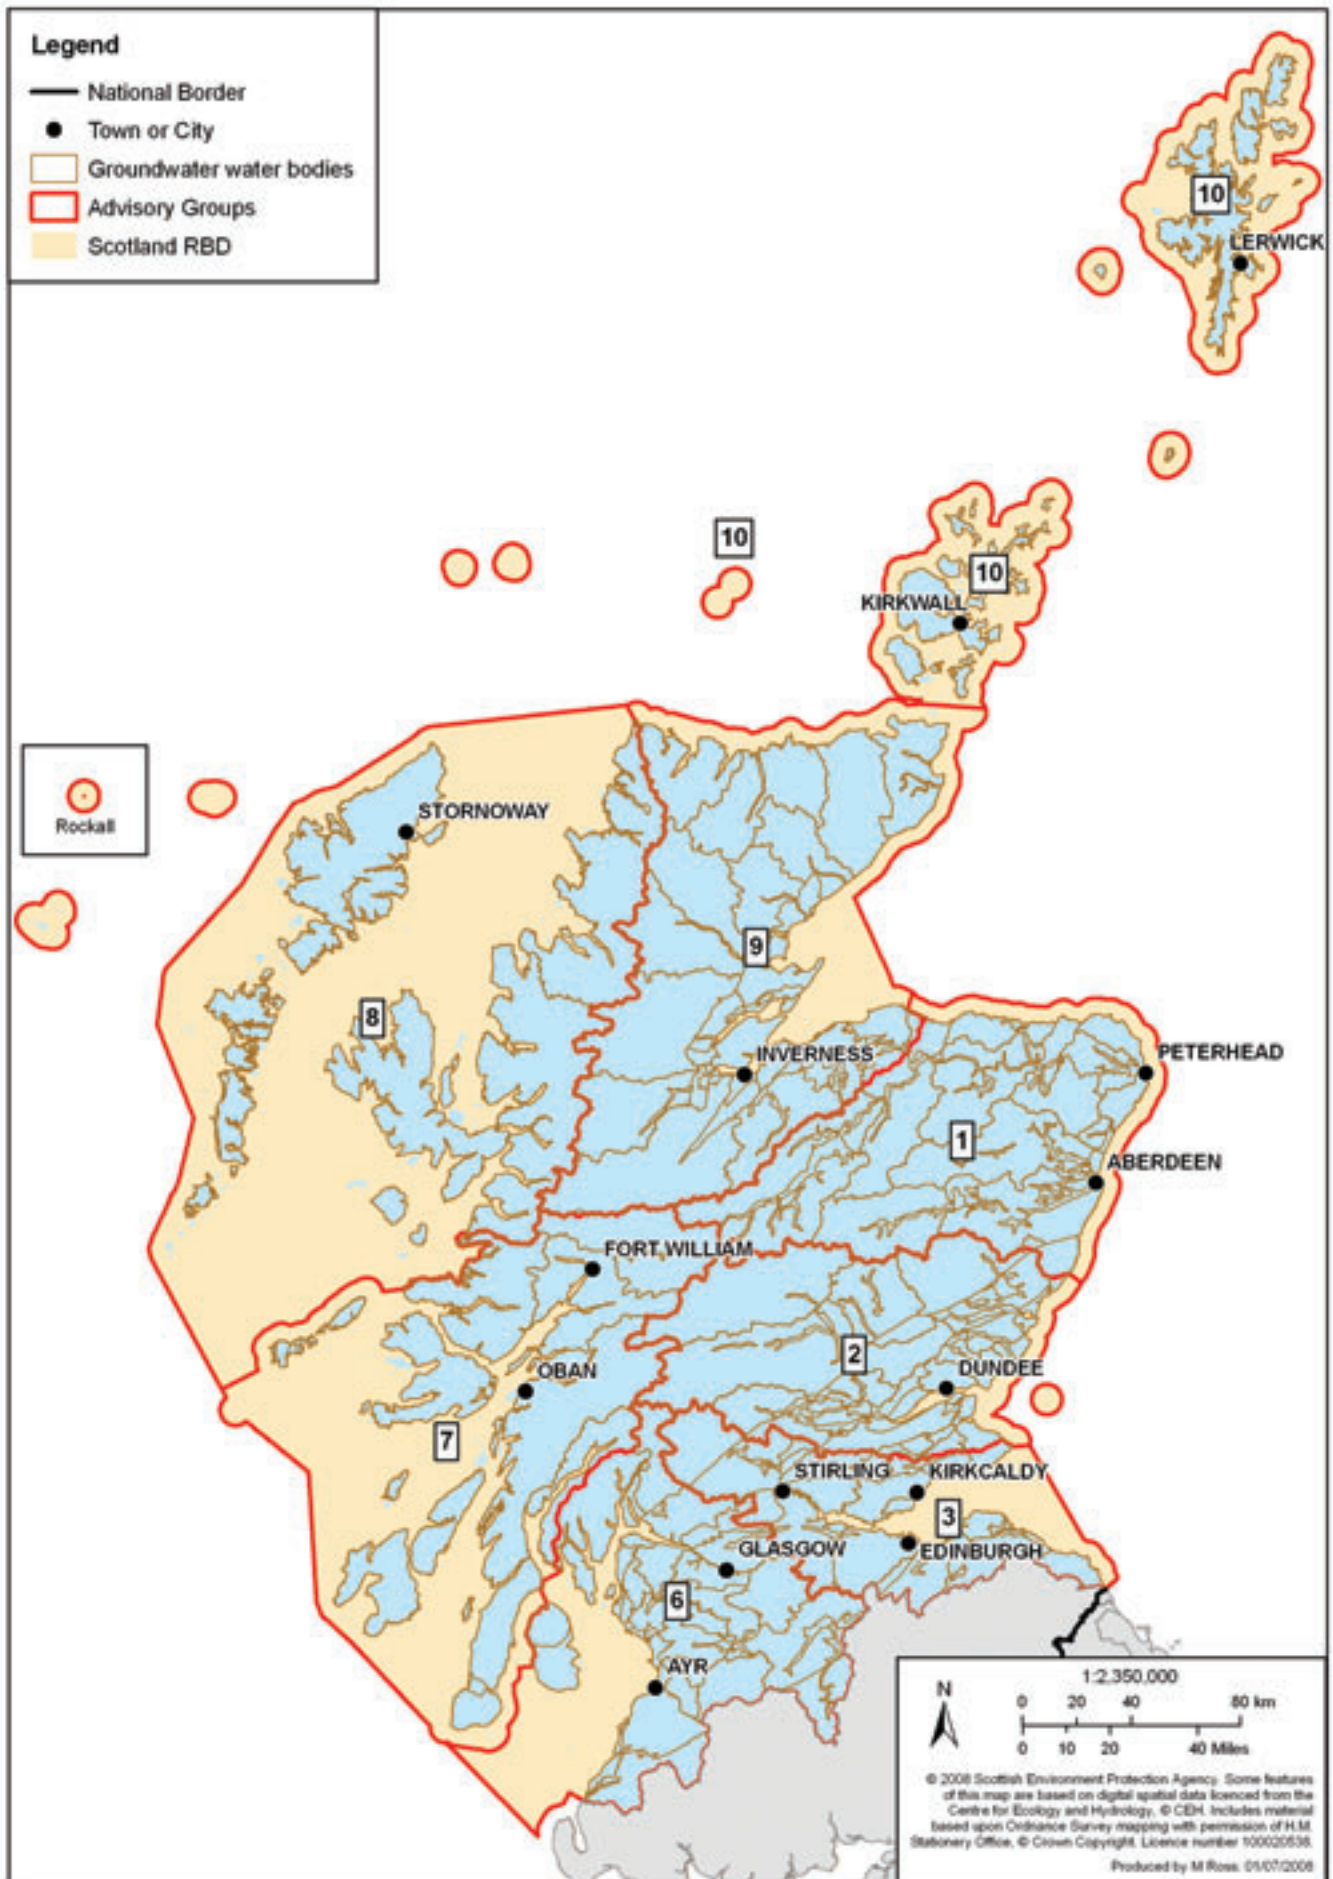 Legend
National Border
Town or City
Groundwater water bodies
Advisory Groups
Scotland RBD
10
LERWICK
10
10
KIRKWALL
Rockall
STORNOWAY
9
8
INVERNESS
PETERHEAD
1
ABERDEEN
FORT WILLIAM
2
DUNDEE
OBAN
7
STIRLING
KIRKCALDY
3
EDINBURGH
GLASGOW
6
AYR
1:2,350,000
N
0 20 40 80 km
0 10 20 40 Miles
© 2008 Scottish Environment Protection Agency. Some features
of this map are based on digital spatial data licenced from the
Centre for Ecology and Hydrology, © CEH. Includes material
based upon Ordnance Survey mapping with permission of H.M.
Stationery Office, © Crown Copyright. Licence number 100020538.
Produced by M Ross: 01/07/2008